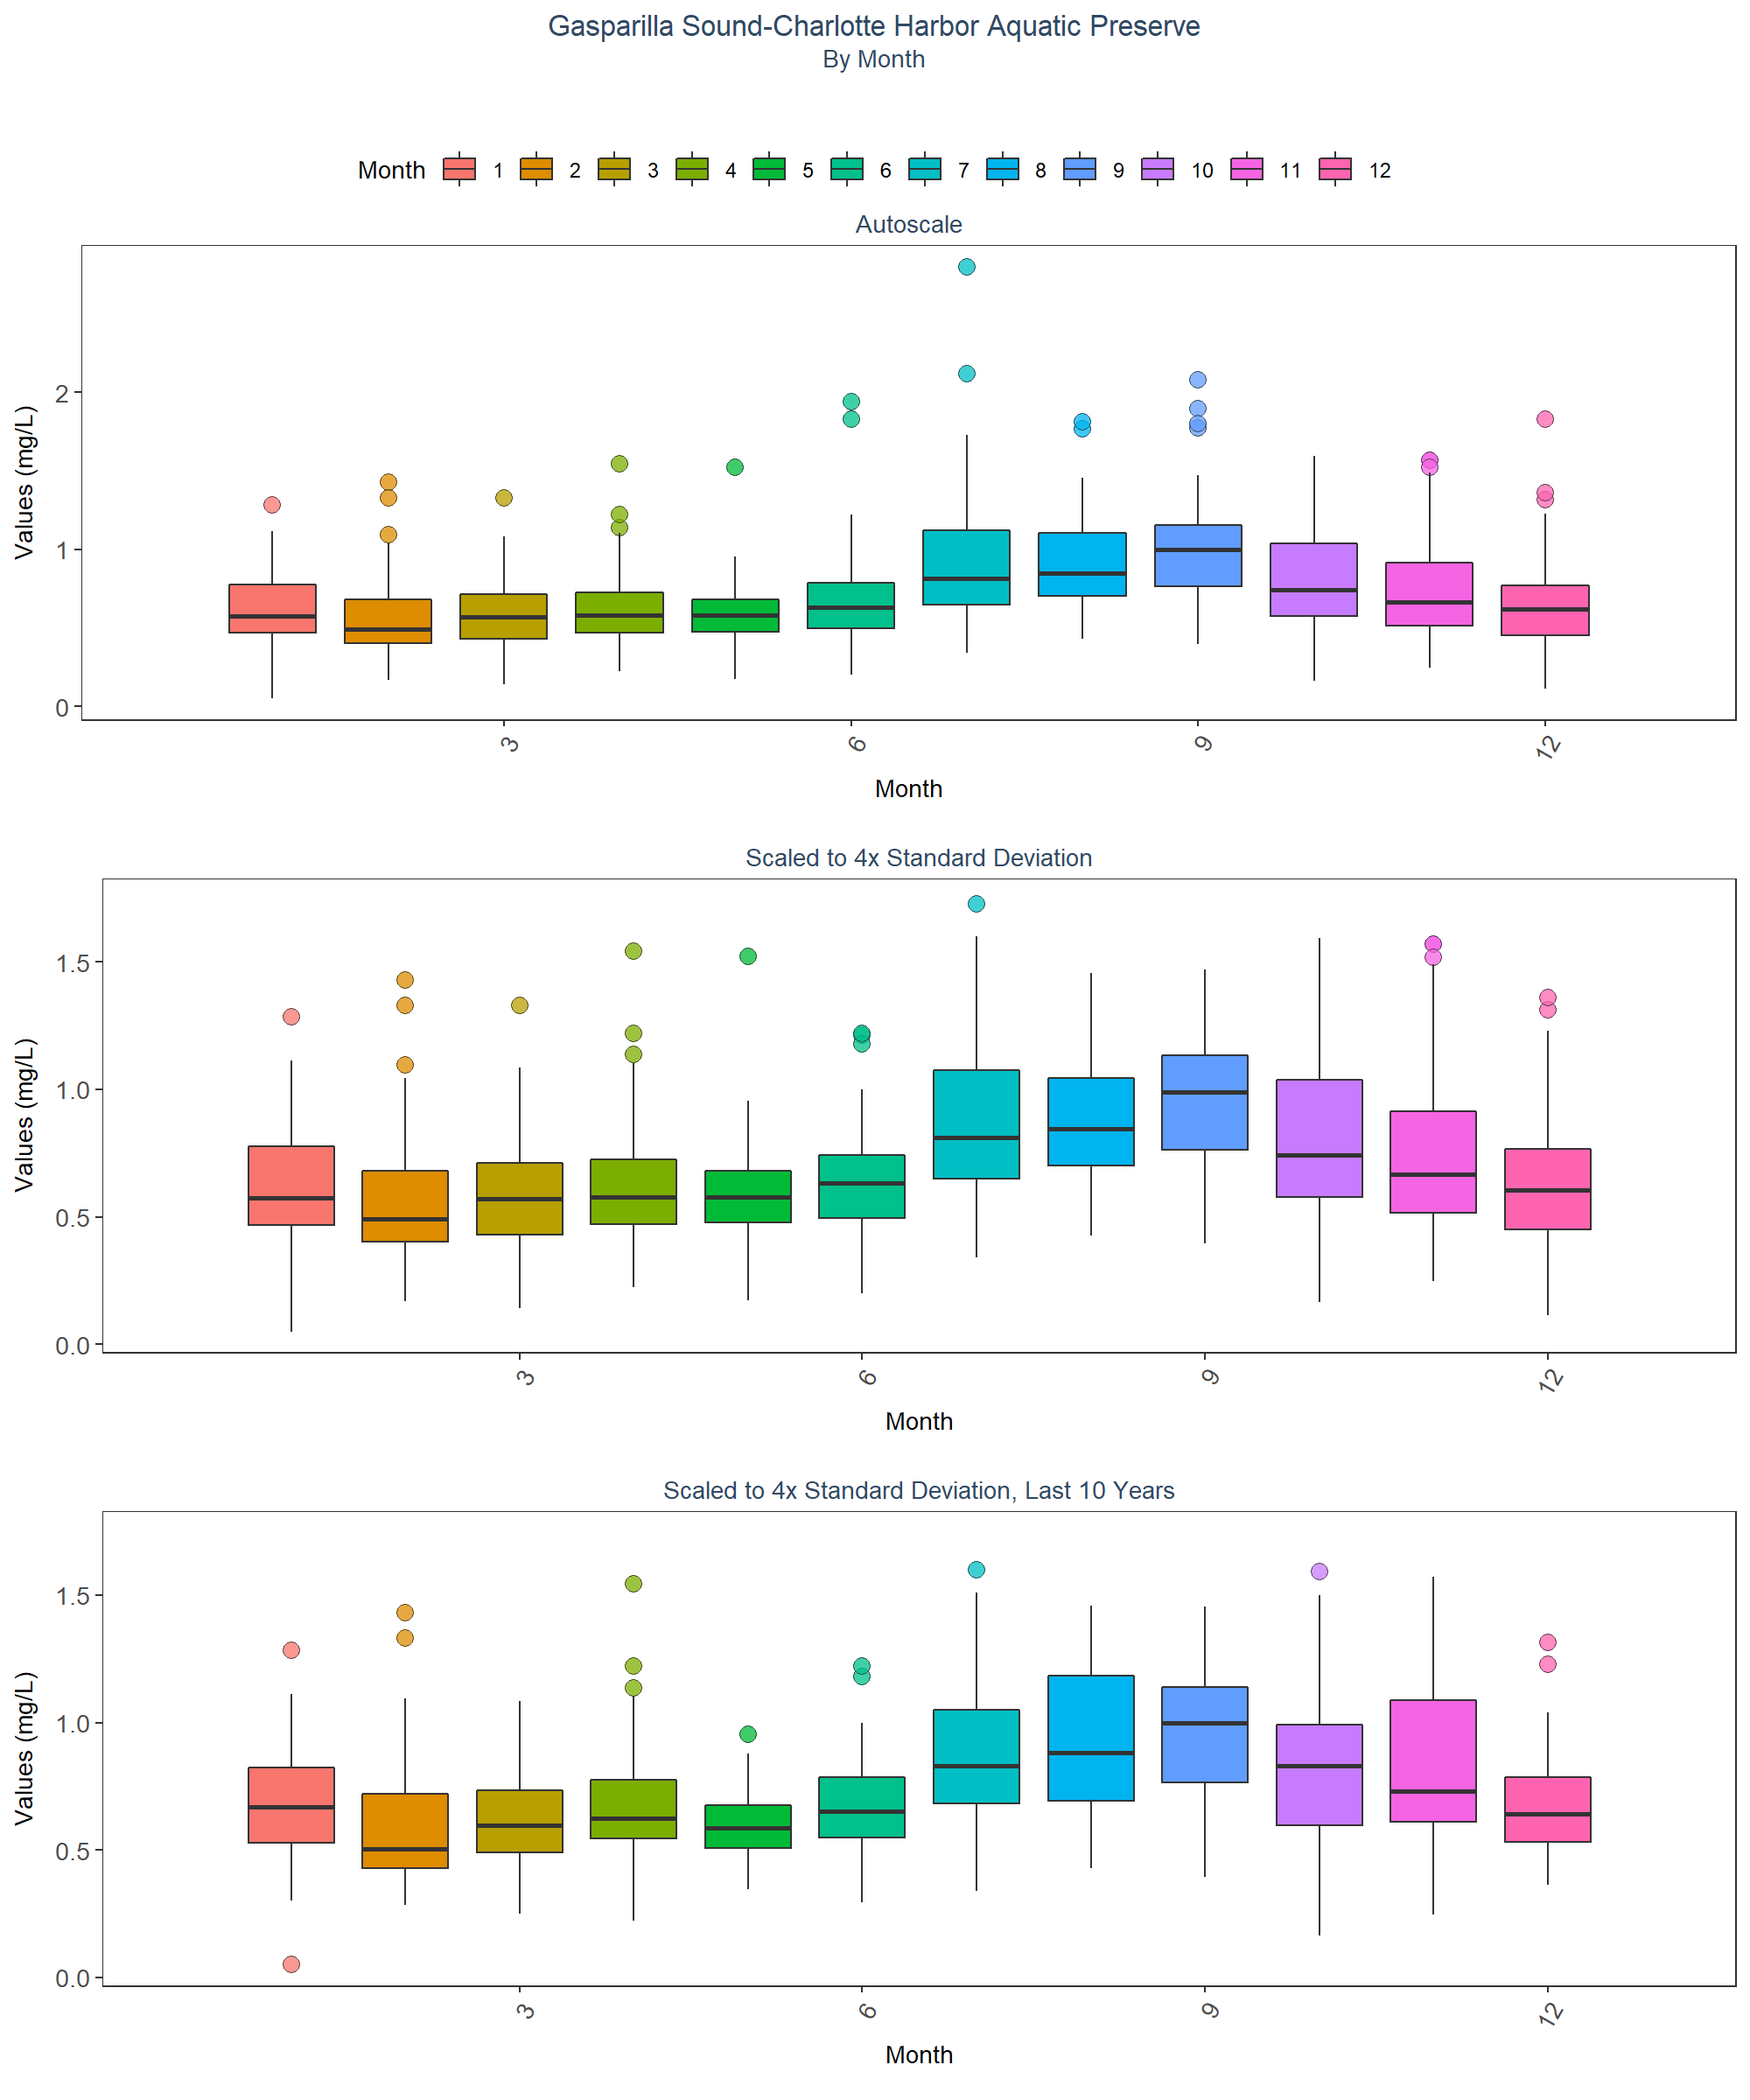 Gasparilla Sound-Charlotte Harbor Aquatic Preserve
By Month
Month 1 2 3 4 5 6 7 8 9 10 11 12
Autoscale
Values (mg/L)
2
1
0
3 6 9 12
Month
Scaled to 4x Standard Deviation
Values (mg/L)
1.5
1.0
0.5
0.0
3 6 9 12
Month
Scaled to 4x Standard Deviation, Last 10 Years
Values (mg/L)
1.5
1.0
0.5
0.0
3 6 9 12
Month